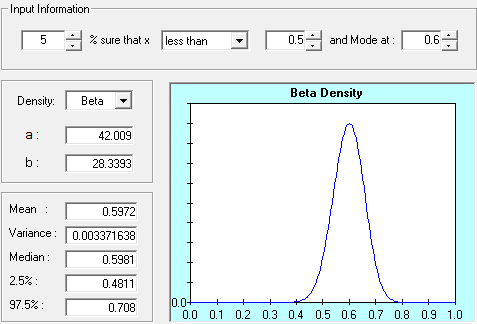 Input Information
5 % sure that x less than 0.5 and Mode at : 0.6
Density: Beta
a : 42.009
b : 28.3393
Mean : 0.5972
Variance : 0.003371638
Median : 0.5981
2.5% : 0.4811
97.5% : 0.708
Beta Density
0.0
0.0 0.1 0.2 0.3 0.4 0.5 0.6 0.7 0.8 0.9 1.0